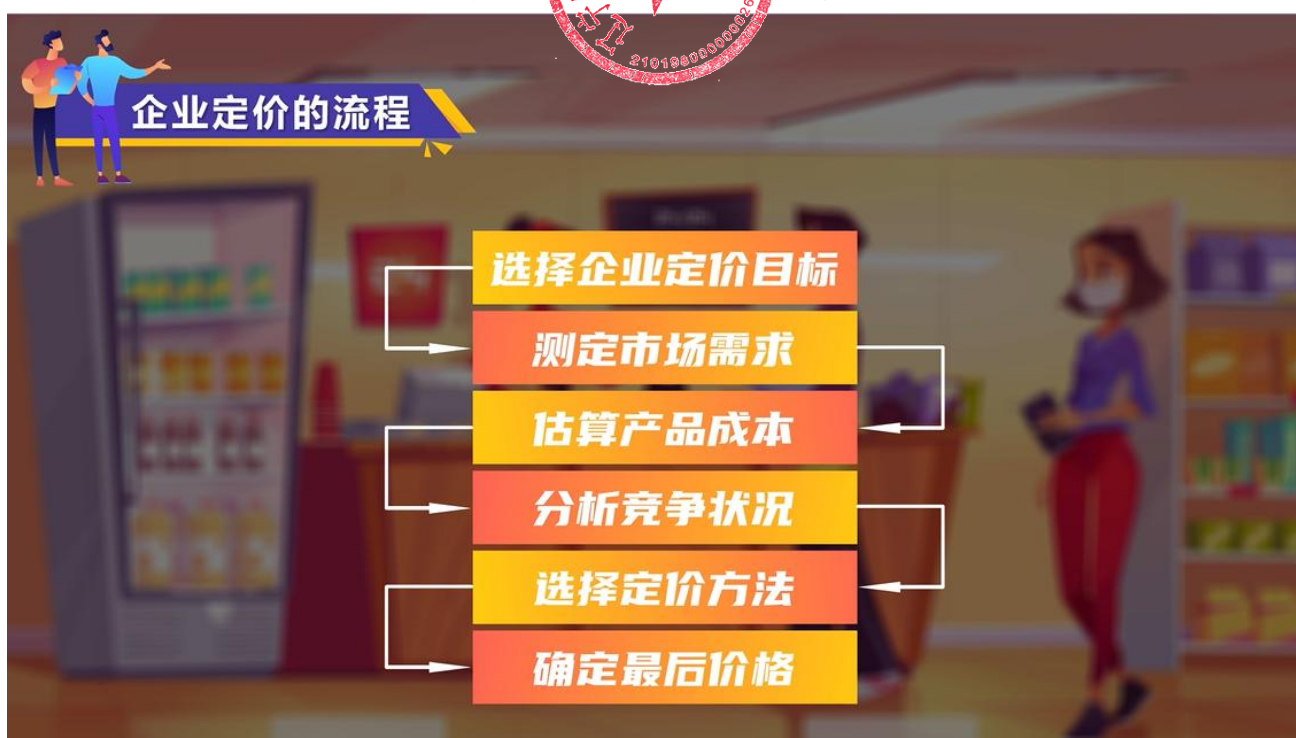 2101980000026
企业定价的流程
选择企业定价目标
测定市场需求
估算产品成本
分析竞争状况
选择定价方法
确定最后价格